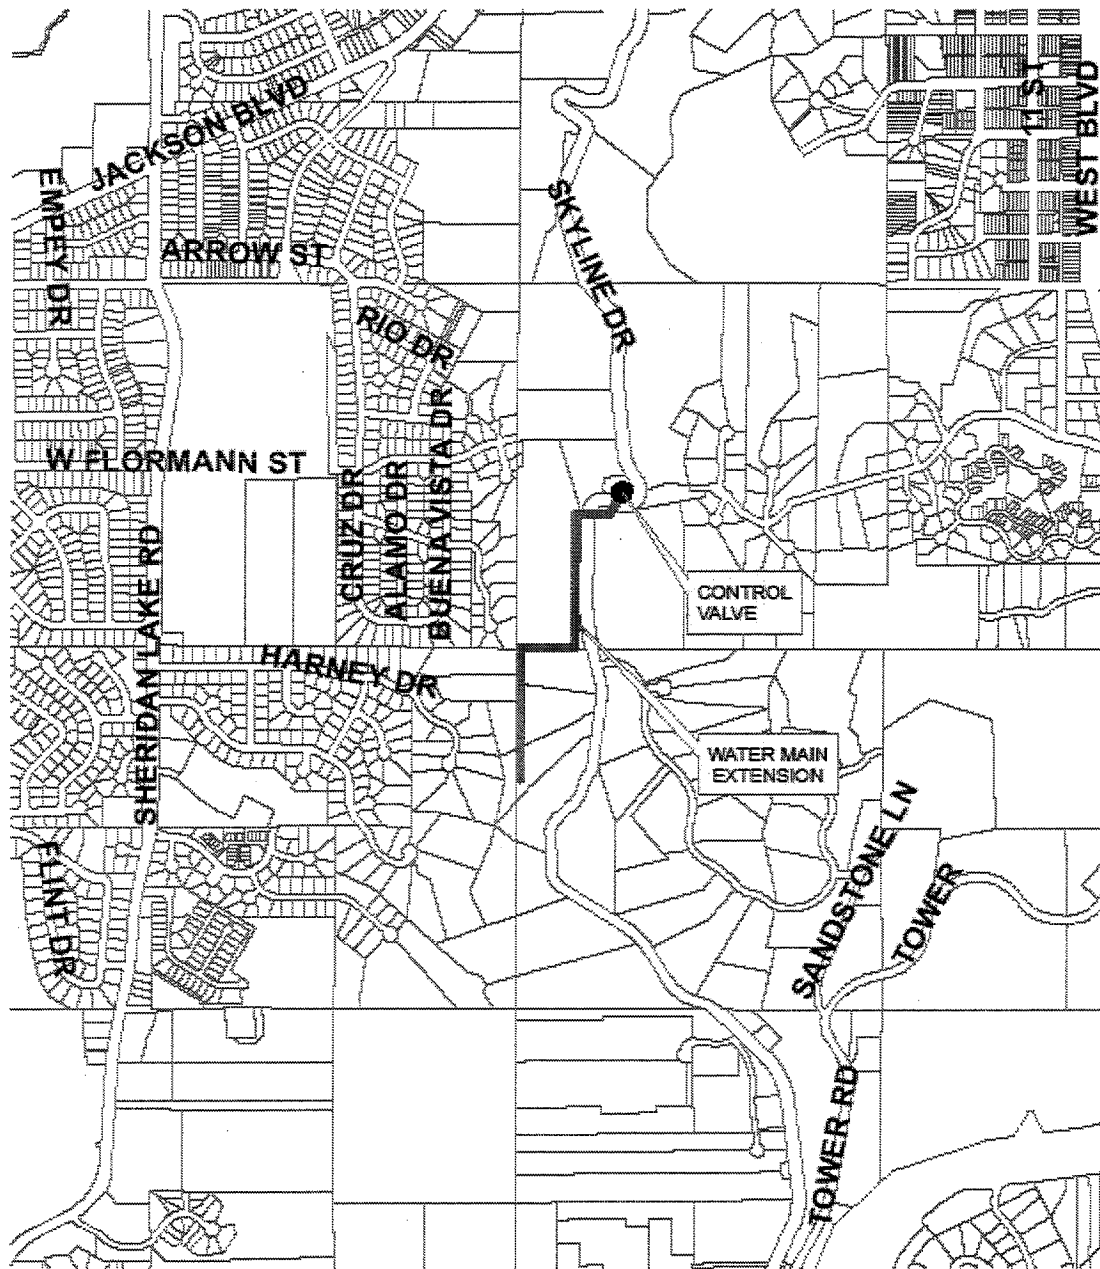 JACKSON BLVD
11 ST
WEST BLVD
EMPEY DR
SKYLINE DR
ARROW ST
RIO DR
W FLORMANN ST
CRUZ DR
ALAMO DR
BUENA VISTA DR
SHERIDAN LAKE RD
CONTROL
VALVE
HARNEY DR
WATER MAIN
EXTENSION
SANDSTONE LN
FLINT DR
TOWER
TOWER RD